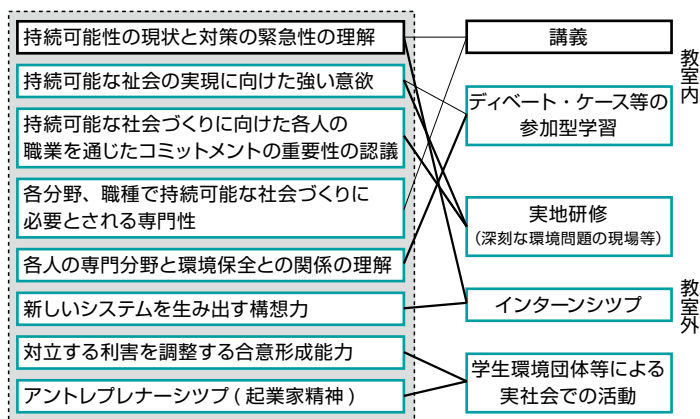 持続可能性の現状と対策の緊急性の理解
持続可能な祉会の実現に向けた強い意欲
持続可能な社会づくりに向けた各人の
職業を通じたコミットメントの重要性の認議
各分野、職種で持続可能な社会づくりに
必要とされる専門性
各人の専門分野と環境保全との関係の理解
新しいシステムを生み出す構想力
対立する利害を調整する合意形成能力
アントレプレナーシツプ ( 起業家精神 )
講義
ディベート・ケース等の
参加型学習
実地研修
(深刻な環境問題の現場等)
インターンシツプ
学生環境団体等による
実社会での活動
教室内
教室外